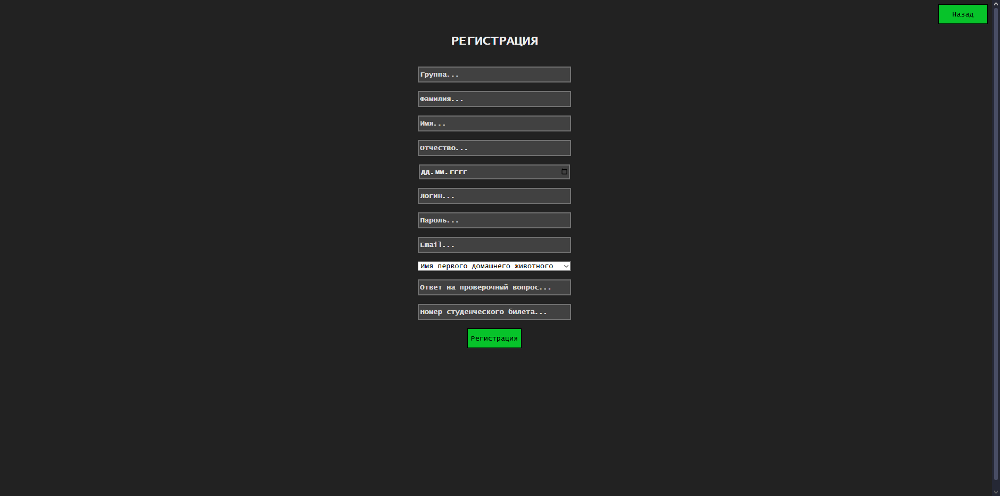 Назад
РЕГИСТРАЦИЯ
Группа...
Фамилия...
Имя...
Отчество...
дд.мм.гггг
Логин...
Пароль...
Email...
Имя первого домашнего животного
Ответ на проверочный вопрос...
Номер студенческого билета...
Регистрация